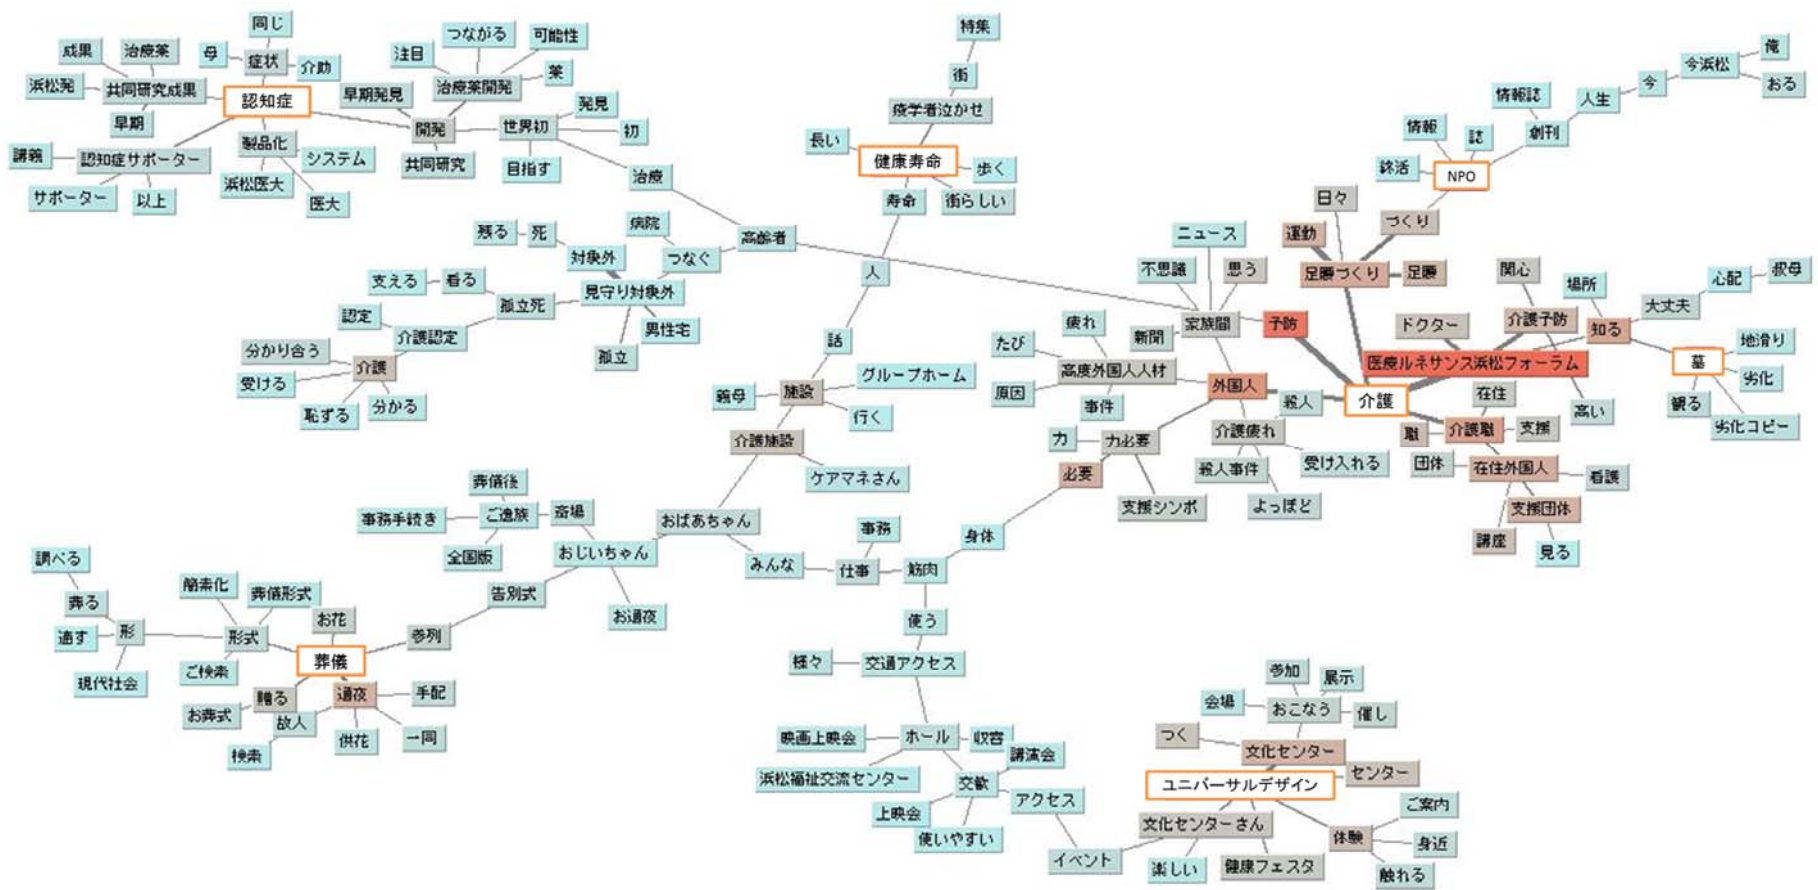 同じ
成果
治療薬
母
症状
介助
浜松発
共同研究成果
認知症
早期
講義
認知症サポーター
サポーター
以上
製品化
システム
浜松医大
医大
つながる
可能性
注目
薬
治療薬開発
早期発見
開発
共同研究
世界初
発見
初
目指す
治療
高齢者
病院
つなぐ
残る
死
対象外
見守り対象外
男性宅
孤立
孤立死
看る
支える
認定
介護認定
分かり合う
介護
受ける
恥ずる
分かる
特集
街
疫学者泣かせ
長い
健康寿命
歩く
街らしい
寿命
人
話
グループホーム
義母
施設
行く
介護施設
ケアマネさん
おばあちゃん
おじいちゃん
お通夜
みんな
仕事
事務
筋肉
身体
葬儀後
事務手続き
ご遺族
斎場
全国版
告別式
参列
調べる
葬る
形
適す
現代社会
簡素化
葬儀形式
形式
ご検索
お花
葬儀
贈る
お葬式
通夜
手配
故人
検索
供花
一同
使う
様々
交通アクセス
映画上映会
ホール
収容
浜松福祉交流センター
講演会
交歓
上映会
使いやすい
アクセス
イベント
参加
展示
会場
おこなう
催し
つく
文化センター
センター
ユニバーサルデザイン
文化センターさん
楽しい
健康フェスタ
体験
ご案内
身近
触れる
ニュース
不思議
思う
新聞
家族間
予防
疲れ
たび
高度外国人人材
原因
事件
外国人
殺人
介護疲れ
殺人事件
受け入れる
よっぽど
力
力必要
必要
支援シンポ
介護
日々
運動
づくり
足腰づくり
足腰
関心
ドクター
介護予防
場所
知る
医療ルネサンス浜松フォーラム
高い
在住
職
介護職
支援
団体
在住外国人
看護
支援団体
講座
見る
大丈夫
心配
叔母
墓
地滑り
劣化
観る
劣化コピー
俺
今浜松
おる
今
人生
情報誌
創刊
情報
誌
終活
NPO